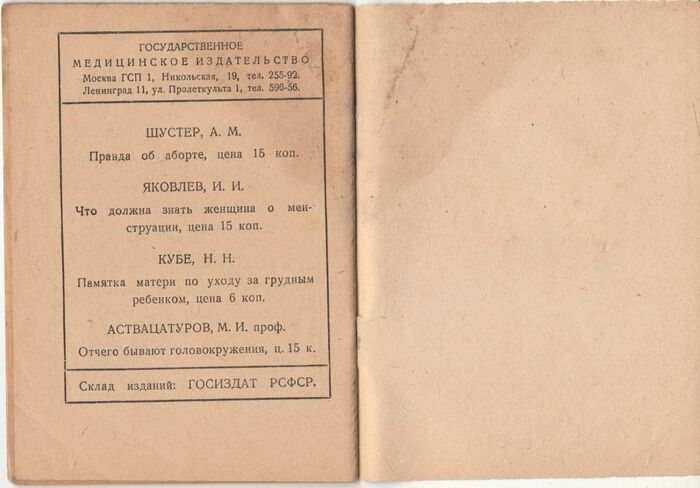 ГОСУДАРСТВЕННОЕ
МЕДИЦИНСКОЕ ИЗДАТЕЛЬСТВО
Москва ГСП 1, Никольская, 19, тел. 255-92.
Ленинград 11, ул. Пролеткульта 1, тел. 596-56.
ШУСТЕР, А. М.
Правда об аборте, цена 15 коп.
ЯКОВЛЕВ, И. И.
Что должна знать женщина о мен-
струации, цена 15 коп.
КУБЕ, Н. Н.
Памятка матери по уходу за грудным
ребенком, цена 6 коп.
АСТВАЦАТУРОВ, М. И. проф.
Отчего бывают головокружения, ц. 15 к.
Склад изданий: ГОСИЗДАТ РСФСР.